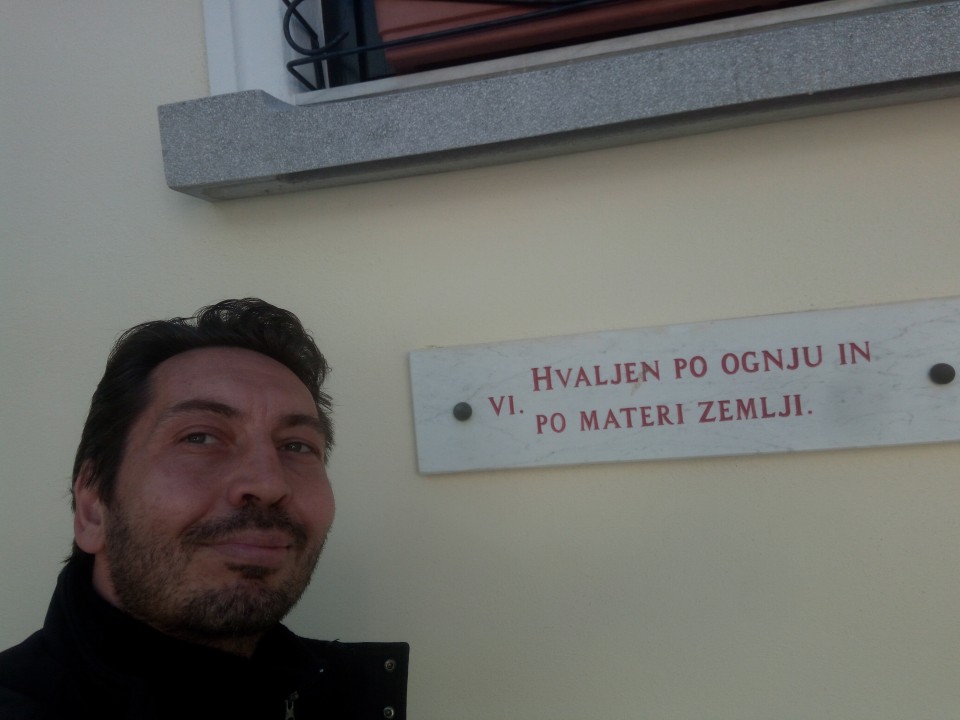 HVALJEN PO OGNJU IN
VI.
PO MATERI ZEMLJI.